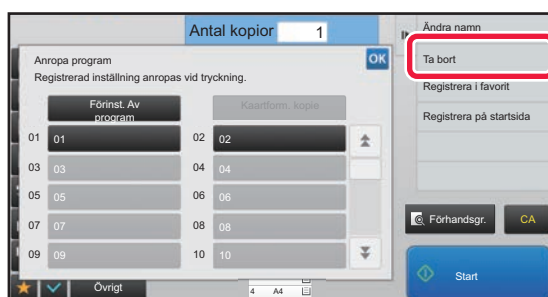 Antal kopior 1
Anropa program
OK
Registrerad inställning anropas vid tryckning.
Förinst. Av
program
Kaartform. kopie
01 01
02 02
03 03
04 04
05 05
06 06
07 07
08 08
09 09
10 10
Övrigt
4 A4
Ändra namn
Ta bort
Registrera i favorit
Registrera på startsida
Förhandsgr.
CA
Start